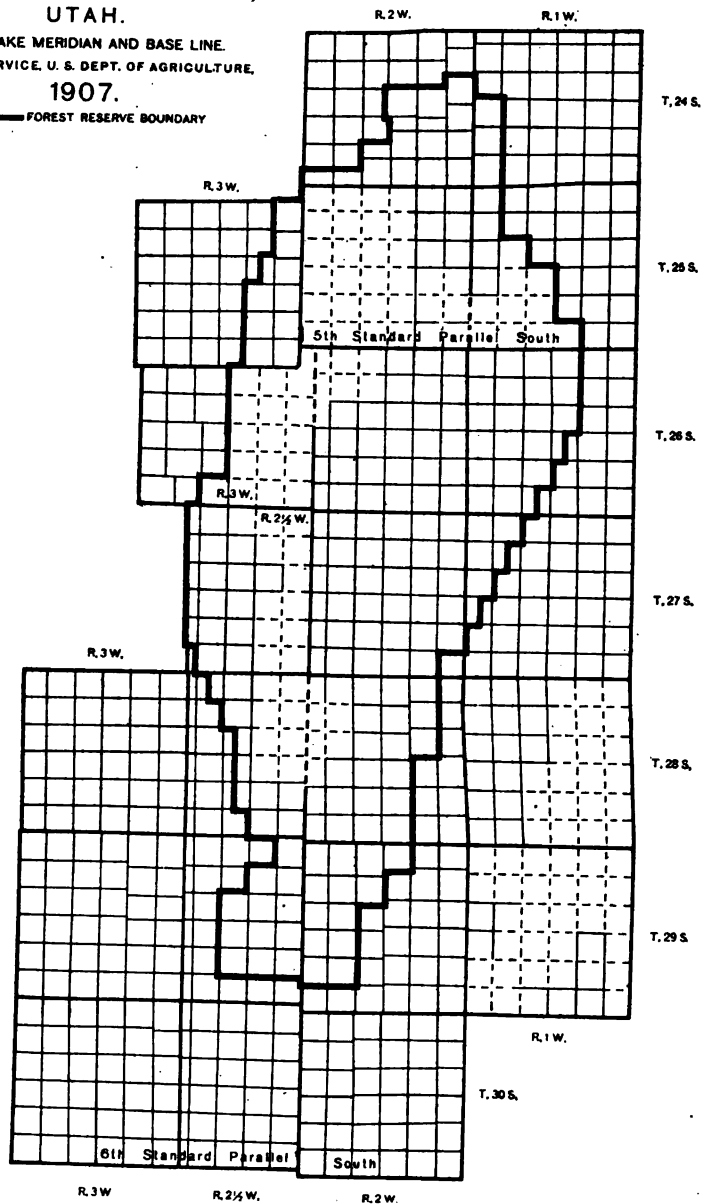 UTAH.
AKE MERIDIAN AND BASE LINE.
RVICE, U. S. DEPT. OF AGRICULTURE,
1907.
FOREST RESERVE BOUNDARY
R. 2 W.
R. 1 W.
T. 24 S.
R. 3 W.
T. 25 S.
5th Standard Parallel South
T. 26 S.
R. 3 W.
R. 2½ W.
T. 27 S.
R. 3 W.
T. 28 S.
T. 29 S.
R. 1 W.
T. 30 S.
6th Standard Parallel South
R. 3 W
R. 2½ W.
R. 2 W.